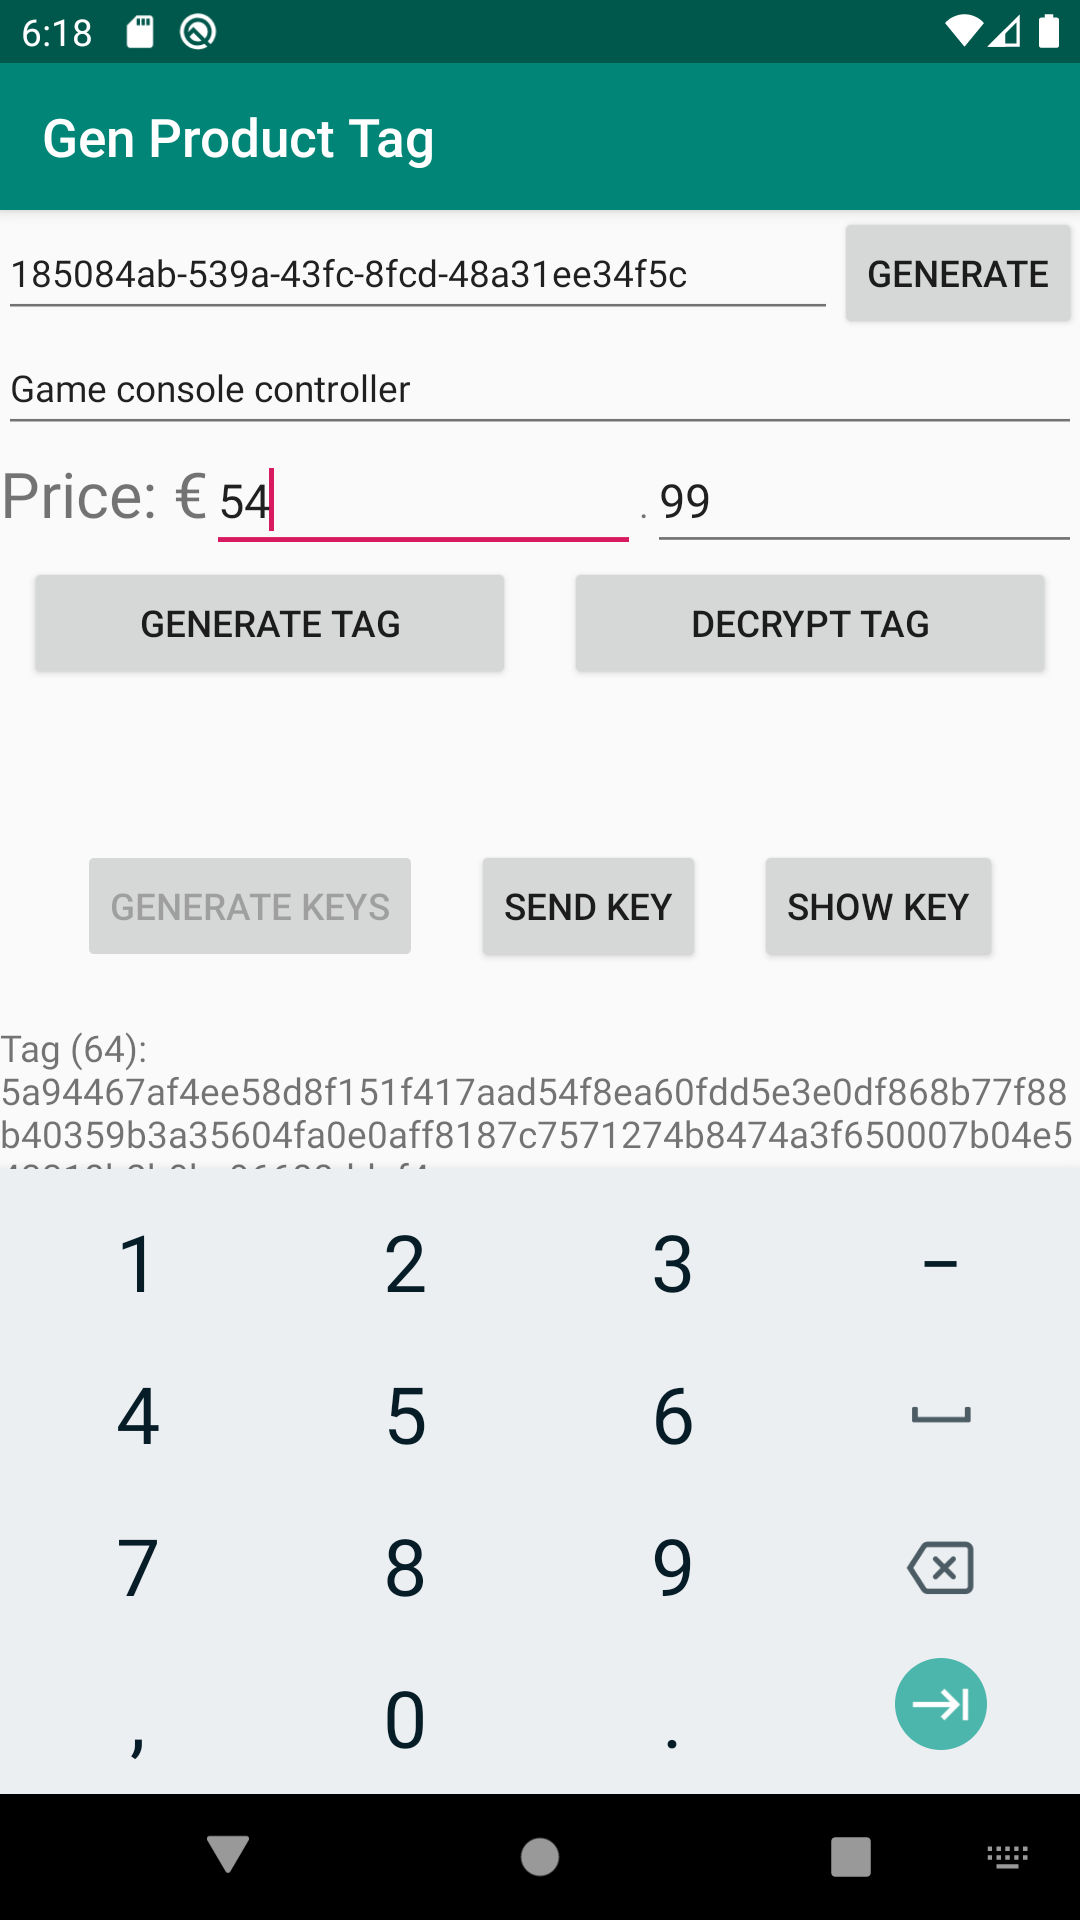 6:18
Gen Product Tag
185084ab-539a-43fc-8fcd-48a31ee34f5c GENERATE
Game console controller
Price: € 54 . 99
GENERATE TAG DECRYPT TAG
GENERATE KEYS SEND KEY SHOW KEY
Tag (64):
5a94467af4ee58d8f151f417aad54f8ea60fdd5e3e0df868b77f88
b40359b3a35604fa0e0aff8187c7571274b8474a3f650007b04e5
1 2 3 –
4 5 6
7 8 9
, 0 .